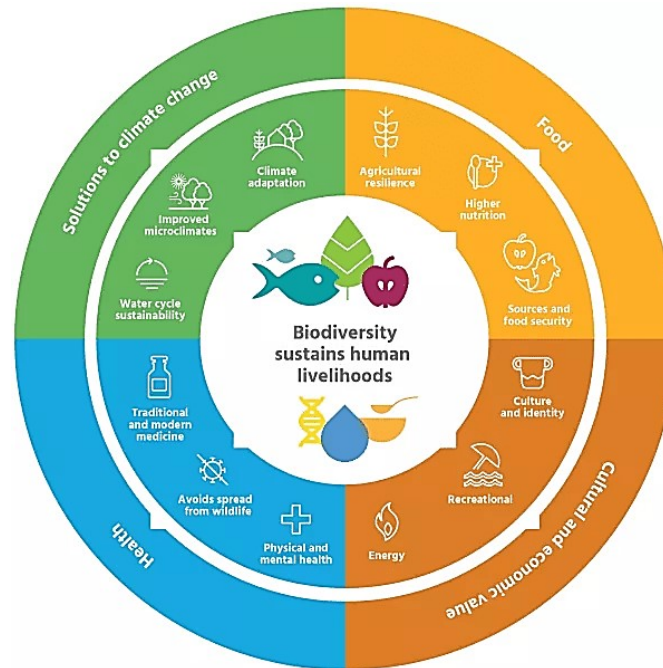 Solutions to climate change
Food
Climate
adaptation
Improved
microclimates
Water cycle
sustainability
Agricultural
resilience
Higher
nutrition
Sources and
food security
Biodiversity
sustains human
livelihoods
Traditional
and modern
medicine
Avoids spread
from wildlife
Physical and
mental health
Culture
and identity
Recreational
Energy
Health
Cultural and economic value